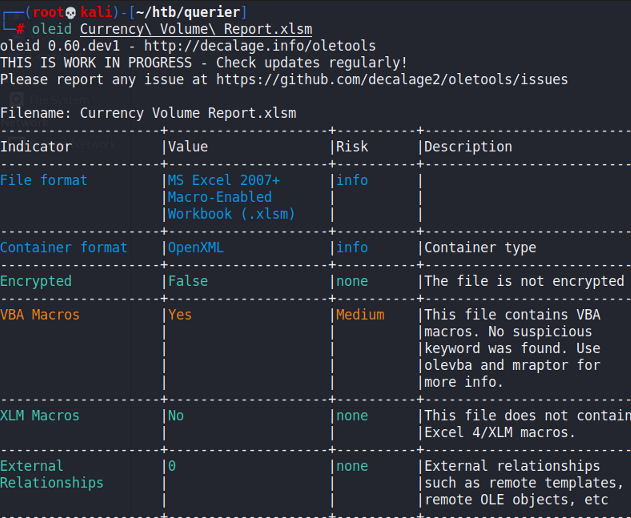 ┌──(root💀kali)-[~/htb/querier]
└─# oleid Currency\ Volume\ Report.xlsm
oleid 0.60.dev1 - http://decalage.info/oletools
THIS IS WORK IN PROGRESS - Check updates regularly!
Please report any issue at https://github.com/decalage2/oletools/issues

Filename: Currency Volume Report.xlsm
--------------------+--------------------+----------+--------------------------
Indicator           |Value               |Risk      |Description
--------------------+--------------------+----------+--------------------------
File format         |MS Excel 2007+      |info      |
                    |Macro-Enabled       |          |
                    |Workbook (.xlsm)    |          |
--------------------+--------------------+----------+--------------------------
Container format    |OpenXML             |info      |Container type
--------------------+--------------------+----------+--------------------------
Encrypted           |False               |none      |The file is not encrypted
--------------------+--------------------+----------+--------------------------
VBA Macros          |Yes                 |Medium    |This file contains VBA
                    |                    |          |macros. No suspicious
                    |                    |          |keyword was found. Use
                    |                    |          |olevba and mraptor for
                    |                    |          |more info.
--------------------+--------------------+----------+--------------------------
XLM Macros          |No                  |none      |This file does not contain
                    |                    |          |Excel 4/XLM macros.
--------------------+--------------------+----------+--------------------------
External            |0                   |none      |External relationships
Relationships       |                    |          |such as remote templates,
                    |                    |          |remote OLE objects, etc
--------------------+--------------------+----------+--------------------------